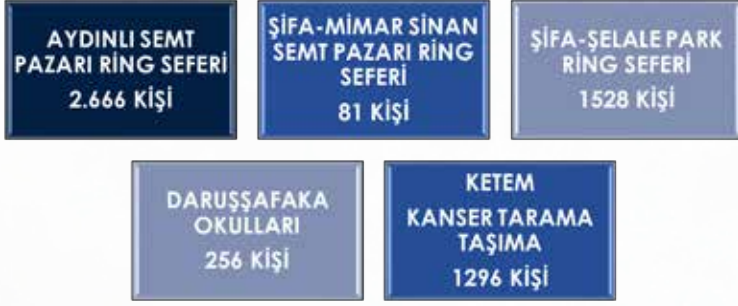 AYDINLI SEMT
PAZARI RİNG SEFERİ
2.666 KİŞİ
ŞİFA-MİMAR SİNAN
SEMT PAZARI RİNG
SEFERİ
81 KİŞİ
ŞİFA-ŞELALE PARK
RİNG SEFERİ
1528 KİŞİ
DARUŞŞAFAKA
OKULLARI
256 KİŞİ
KETEM
KANSER TARAMA
TAŞIMA
1296 KİŞİ